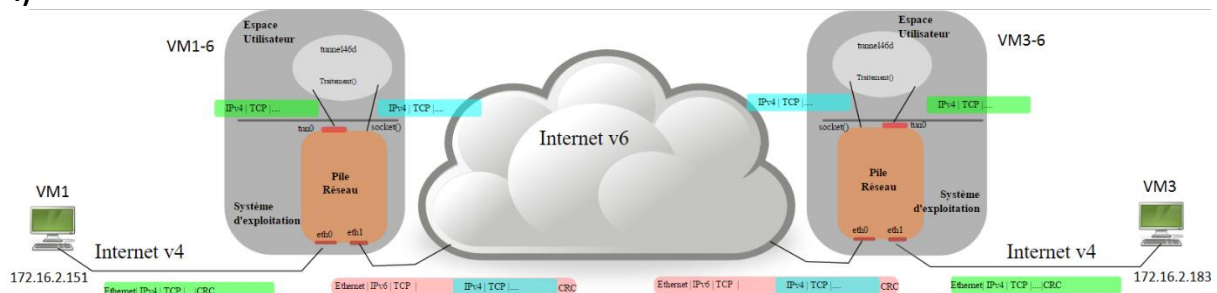 Espace
Utilisateur
VM1-6
tunnel46d
Traitement()
IPv4 | TCP |....
IPv4 | TCP |....
tun0
socket()
Pile
Réseau
Système
d'exploitation
eth0
eth1
VM1
172.16.2.151
Internet v4
Ethernet| IPv4 | TCP |....|CRC
Internet v6
Ethernet| IPv6 | TCP |
IPv4 | TCP |....
CRC
Ethernet| IPv6 | TCP |
IPv4 | TCP |....
CRC
Espace
Utilisateur
VM3-6
tunnel46d
Traitement()
IPv4 | TCP |....
IPv4 | TCP |....
socket()
tun0
Pile
Réseau
Système
d'exploitation
eth0
eth1
VM3
172.16.2.183
Internet v4
Ethernet| IPv4 | TCP |....|CRC